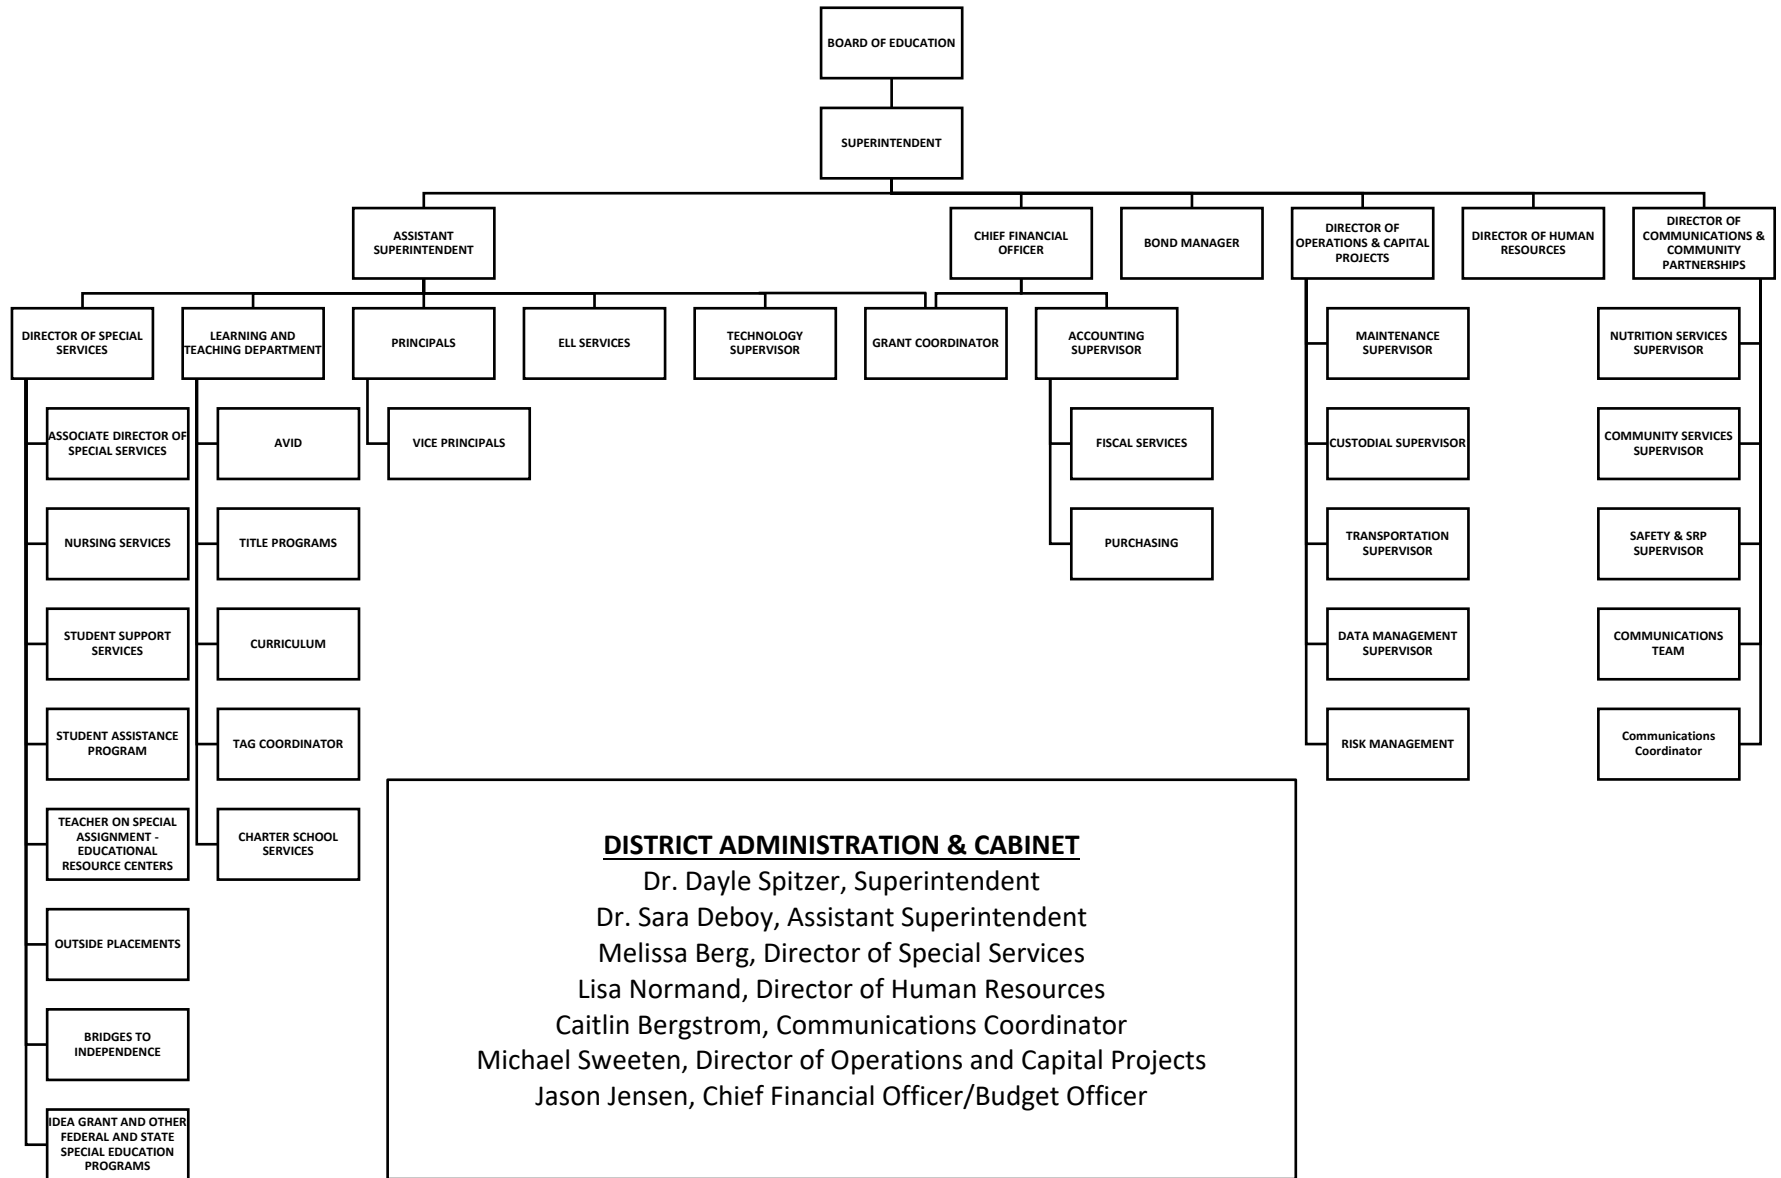 BOARD OF EDUCATION
SUPERINTENDENT
ASSISTANT
SUPERINTENDENT
CHIEF FINANCIAL
OFFICER
BOND MANAGER
DIRECTOR OF
OPERATIONS & CAPITAL
PROJECTS
DIRECTOR OF HUMAN
RESOURCES
DIRECTOR OF
COMMUNICATIONS &
COMMUNITY
PARTNERSHIPS
DIRECTOR OF SPECIAL
SERVICES
LEARNING AND
TEACHING DEPARTMENT
PRINCIPALS
ELL SERVICES
TECHNOLOGY
SUPERVISOR
GRANT COORDINATOR
ACCOUNTING
SUPERVISOR
MAINTENANCE
SUPERVISOR
NUTRITION SERVICES
SUPERVISOR
ASSOCIATE DIRECTOR OF
SPECIAL SERVICES
AVID
VICE PRINCIPALS
FISCAL SERVICES
CUSTODIAL SUPERVISOR
COMMUNITY SERVICES
SUPERVISOR
NURSING SERVICES
TITLE PROGRAMS
PURCHASING
TRANSPORTATION
SUPERVISOR
SAFETY & SRP
SUPERVISOR
STUDENT SUPPORT
SERVICES
CURRICULUM
DATA MANAGEMENT
SUPERVISOR
COMMUNICATIONS
TEAM
STUDENT ASSISTANCE
PROGRAM
TAG COORDINATOR
RISK MANAGEMENT
Communications
Coordinator
TEACHER ON SPECIAL
ASSIGNMENT -
EDUCATIONAL
RESOURCE CENTERS
CHARTER SCHOOL
SERVICES
OUTSIDE PLACEMENTS
BRIDGES TO
INDEPENDENCE
IDEA GRANT AND OTHER
FEDERAL AND STATE
SPECIAL EDUCATION
PROGRAMS
DISTRICT ADMINISTRATION & CABINET
Dr. Dayle Spitzer, Superintendent
Dr. Sara Deboy, Assistant Superintendent
Melissa Berg, Director of Special Services
Lisa Normand, Director of Human Resources
Caitlin Bergstrom, Communications Coordinator
Michael Sweeten, Director of Operations and Capital Projects
Jason Jensen, Chief Financial Officer/Budget Officer